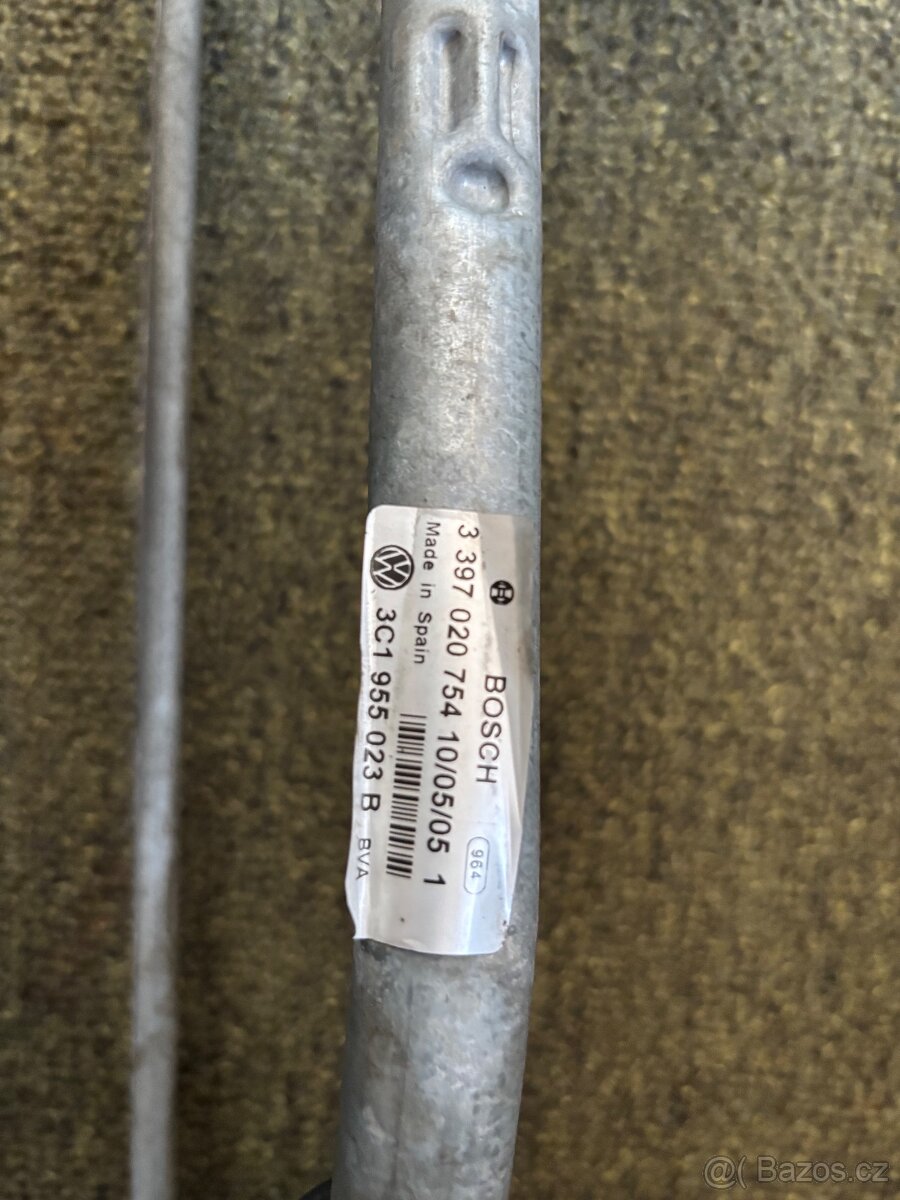 BOSCH
964
3 397 020 754 10/05/05 1
Made in Spain
3C1 955 023 B BVA
@( Bazos.cz